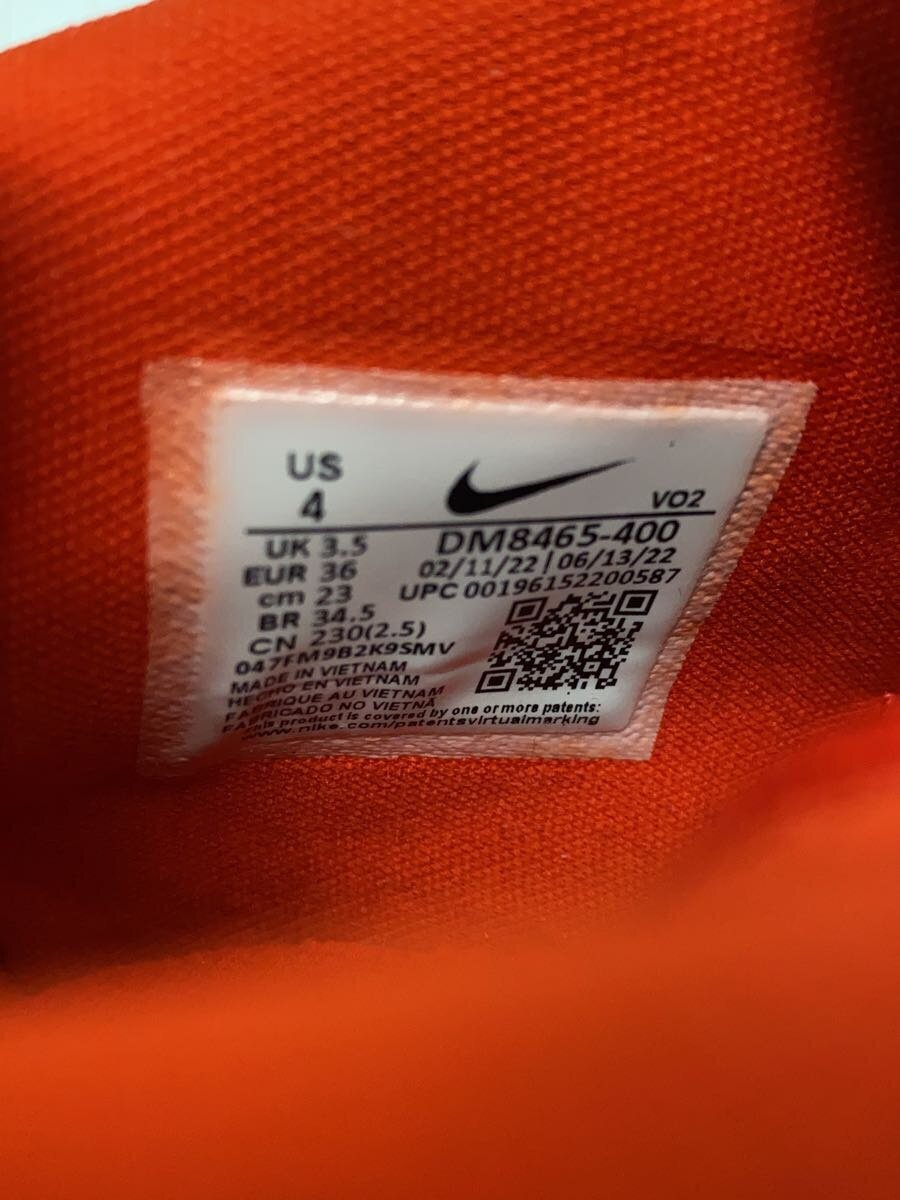 US
4
VO2
UK 3.5
EUR 36
cm 23
BR 34.5
CN 230(2.5)
DM8465-400
02/11/22 | 06/13/22
UPC 00196152200587
047FM9B2K9SMV
MADE IN VIETNAM
HECHO EN VIETNAM
FABRIQUE AU VIETNAM
FABRICADO NO VIETNÃ
This product is covered by one or more patents:
www.nike.com/patentsvirtualmarking